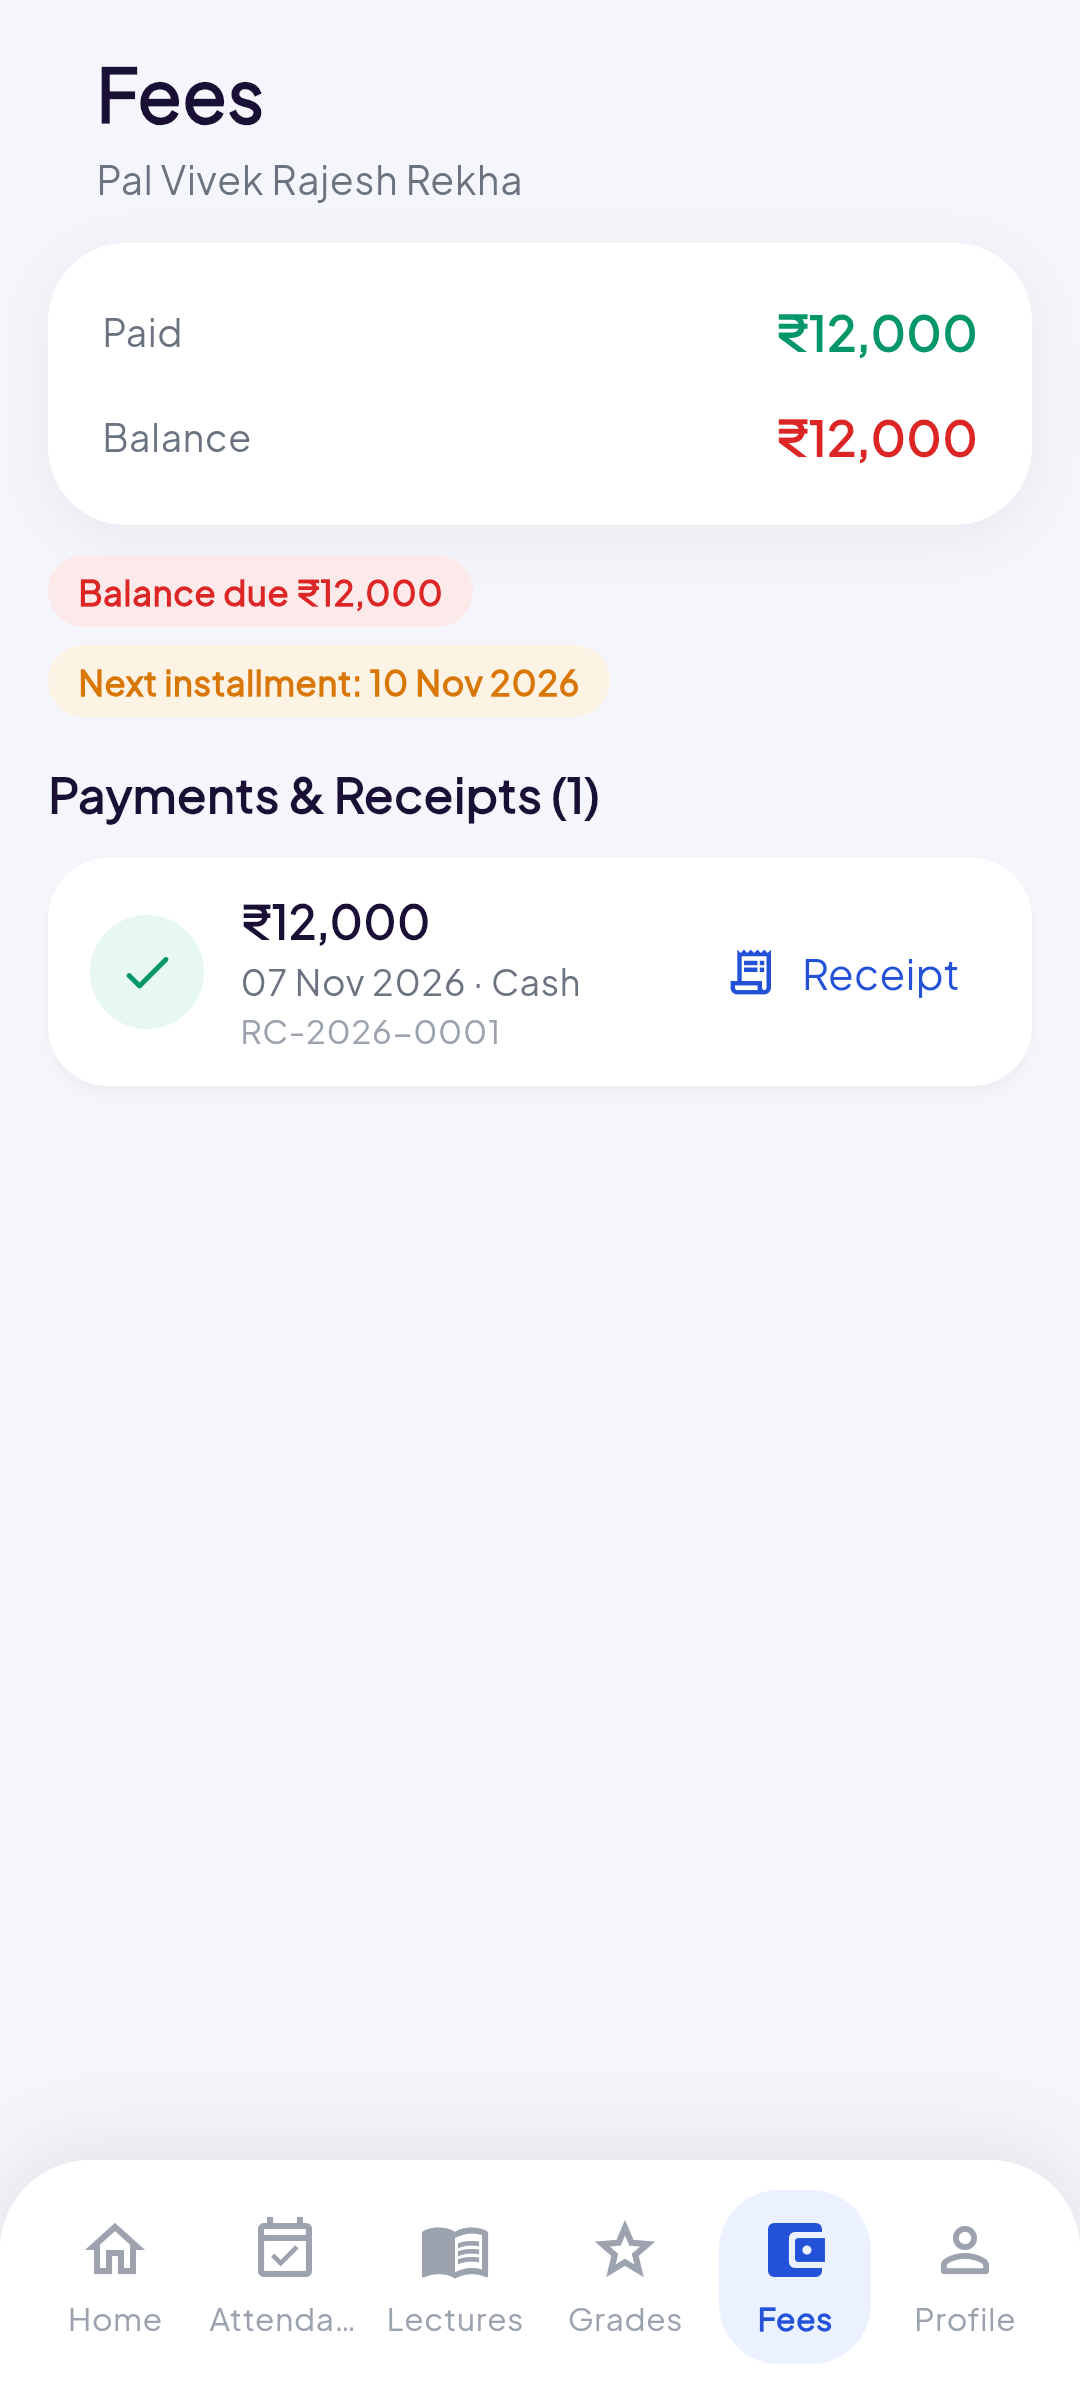 Fees
Pal Vivek Rajesh Rekha
Paid ₹12,000
Balance ₹12,000
Balance due ₹12,000
Next installment: 10 Nov 2026
Payments & Receipts (1)
₹12,000
07 Nov 2026 · Cash
RC-2026-0001
Receipt
Home Attenda... Lectures Grades Fees Profile